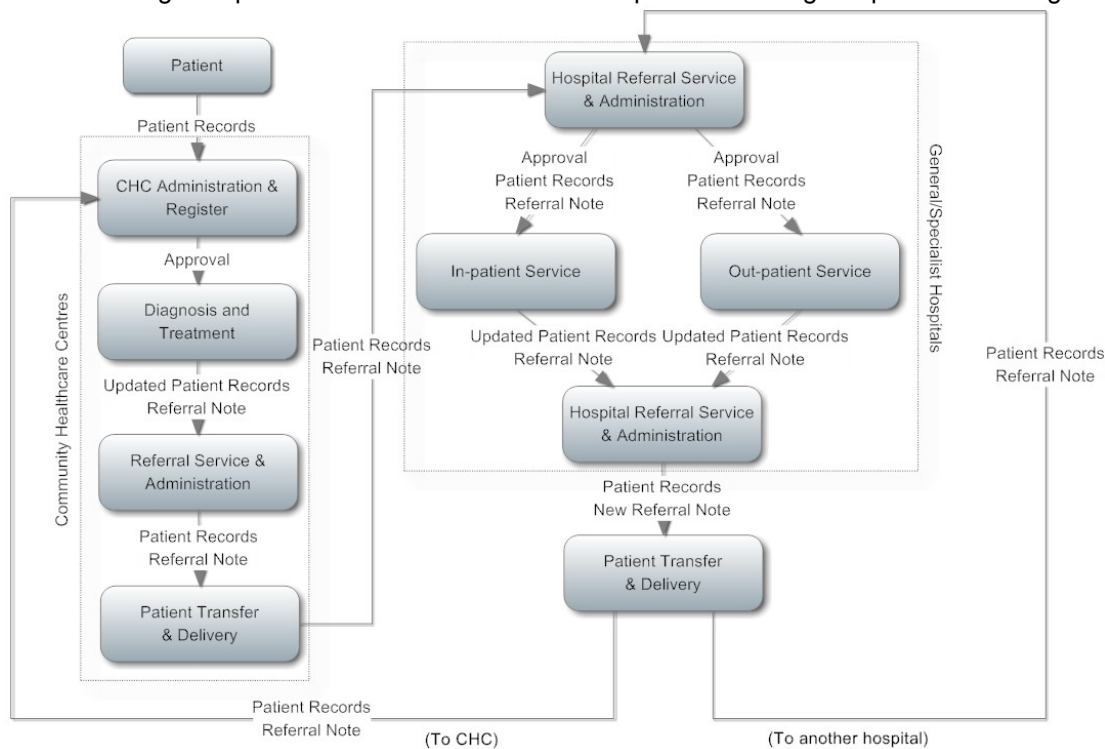 Patient
Patient Records
CHC Administration &
Register
Approval
Diagnosis and
Treatment
Updated Patient Records
Referral Note
Referral Service &
Administration
Patient Records
Referral Note
Patient Transfer
& Delivery
Community Healthcare Centres
Patient Records
Referral Note
Hospital Referral Service
& Administration
Approval
Patient Records
Referral Note
Approval
Patient Records
Referral Note
In-patient Service
Out-patient Service
Updated Patient Records
Referral Note
Updated Patient Records
Referral Note
Hospital Referral Service
& Administration
General/Specialist Hospitals
Patient Records
New Referral Note
Patient Transfer
& Delivery
Patient Records
Referral Note
Patient Records
Referral Note
(To CHC)
(To another hospital)